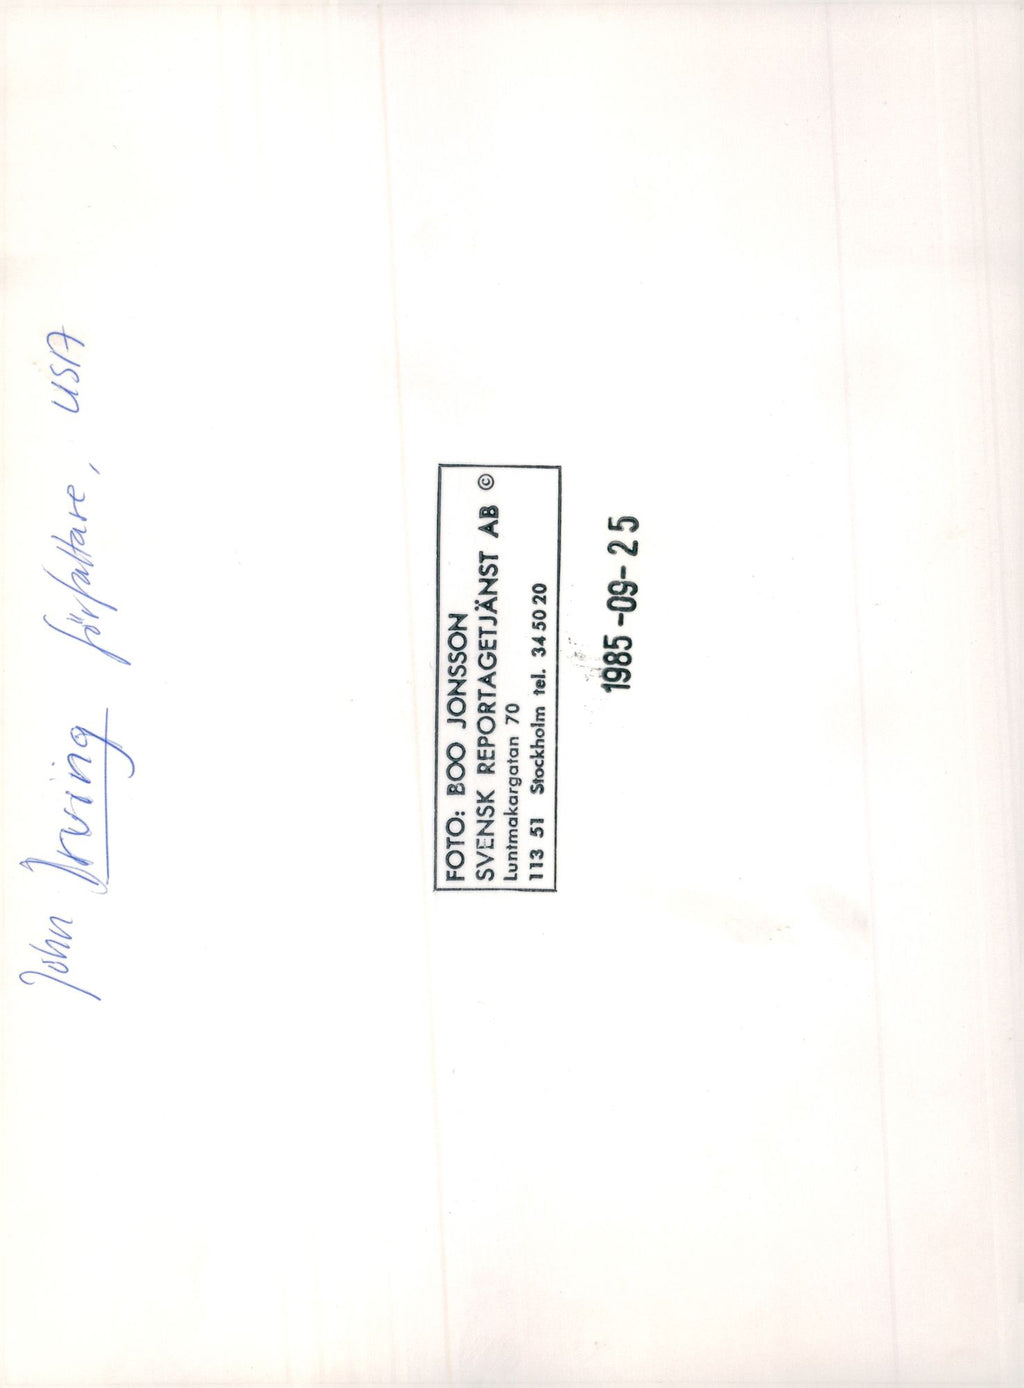 John Irving författare, USA
FOTO: BOO JONSSON
SVENSK REPORTAGETJÄNST AB ©
Luntmakargatan 70
113 51 Stockholm tel. 34 50 20
1985-09-25